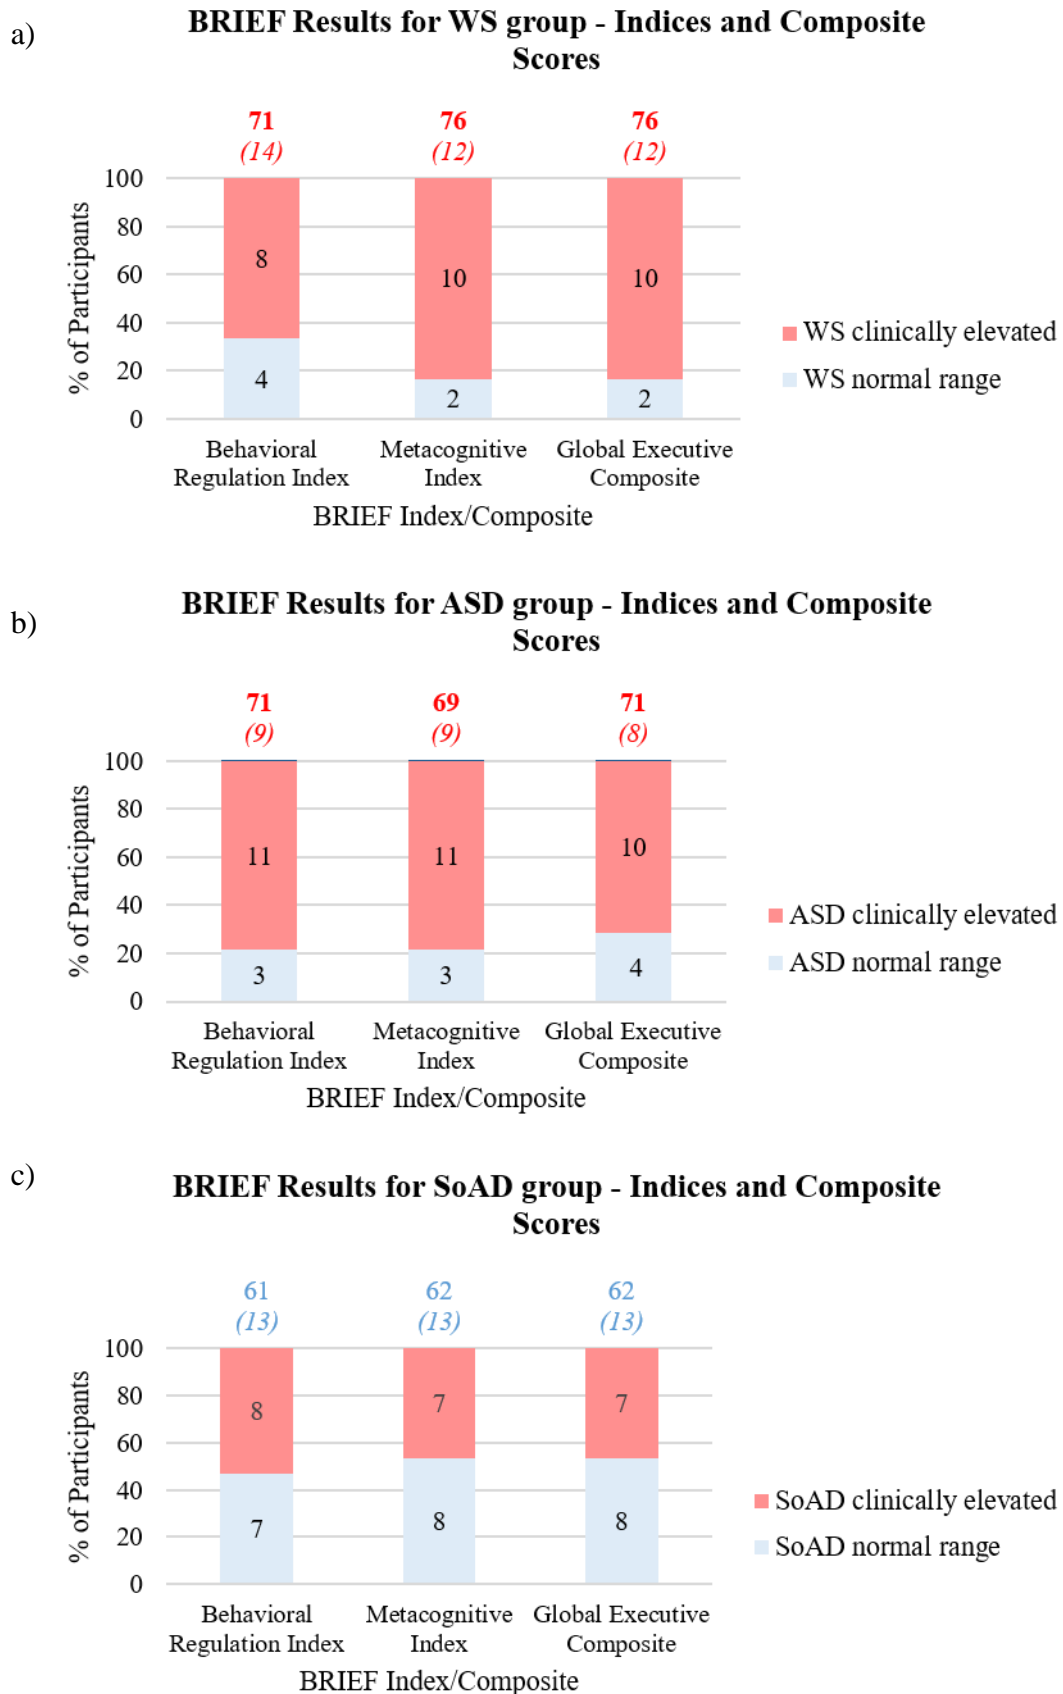 a)
BRIEF Results for WS group - Indices and Composite
Scores
71 76 76
(14) (12) (12)
100
80
60
40
20
0
% of Participants
8 10 10
4 2 2
WS clinically elevated
WS normal range
Behavioral Metacognitive Global Executive
Regulation Index Index Composite
BRIEF Index/Composite
b)
BRIEF Results for ASD group - Indices and Composite
Scores
71 69 71
(9) (9) (8)
100
80
60
40
20
0
% of Participants
11 11 10
3 3 4
ASD clinically elevated
ASD normal range
Behavioral Metacognitive Global Executive
Regulation Index Index Composite
BRIEF Index/Composite
c)
BRIEF Results for SoAD group - Indices and Composite
Scores
61 62 62
(13) (13) (13)
100
80
60
40
20
0
% of Participants
8 7 7
7 8 8
SoAD clinically elevated
SoAD normal range
Behavioral Metacognitive Global Executive
Regulation Index Index Composite
BRIEF Index/Composite